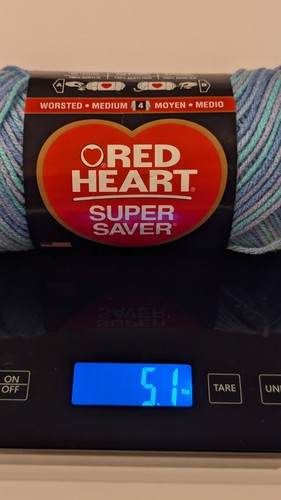 A
B
WORSTED • MEDIUM 4 MOYEN • MEDIO
RED
HEART®
SUPER
SAVER®
ON
OFF
5.1
TARE